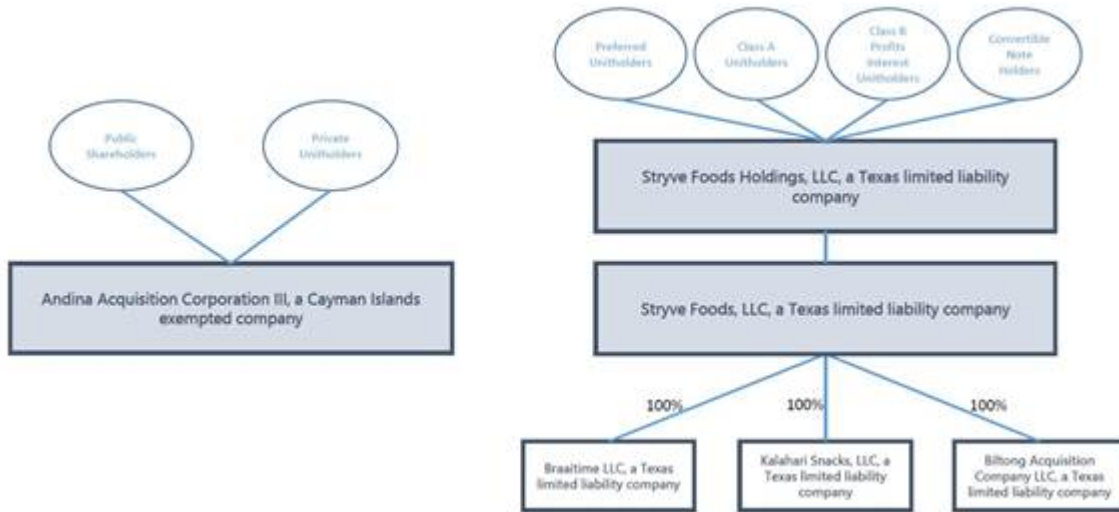 Public
Shareholders
Private
Unitholders
Andina Acquisition Corporation III, a Cayman Islands
exempted company
Preferred
Unitholders
Class A
Unitholders
Class B
Profits
Interest
Unitholders
Convertible
Note
Holders
Stryve Foods Holdings, LLC, a Texas limited liability
company
Stryve Foods, LLC, a Texas limited liability company
100%
100%
100%
Braaitime LLC, a Texas
limited liability company
Kalahari Snacks, LLC, a
Texas limited liability
company
Biltong Acquisition
Company LLC, a Texas
limited liability company